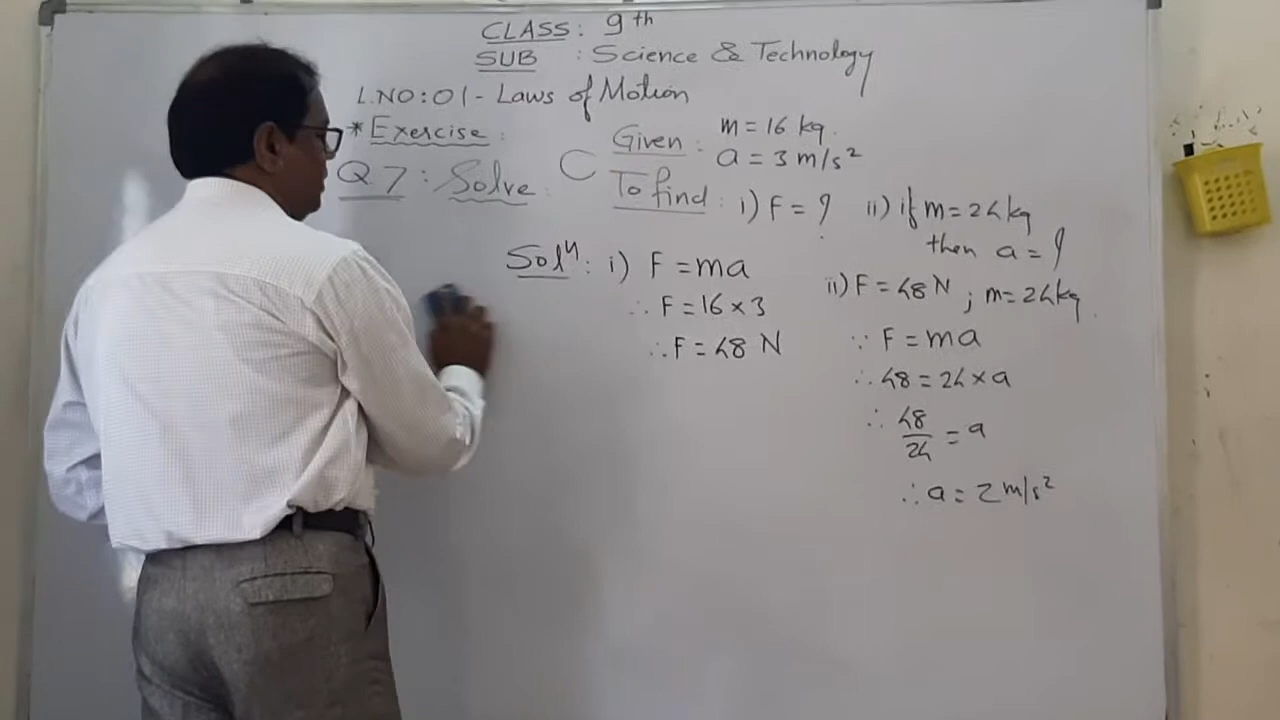 CLASS: 9th
SUB : Science & Technology
L.NO:01- Laws of Motion
*Exercise:
Q.7: Solve
C Given: m = 16 kg.
a = 3 m/s²
To find: i) F = ?
ii) if m = 24 kg
then a = ?
Solⁿ: i) F = ma
∴ F = 16 × 3
∴ F = 48 N
ii) F = 48 N ; m = 24 kg.
∵ F = ma
∴ 48 = 24 × a
∴ 48/24 = a
∴ a = 2 m/s²